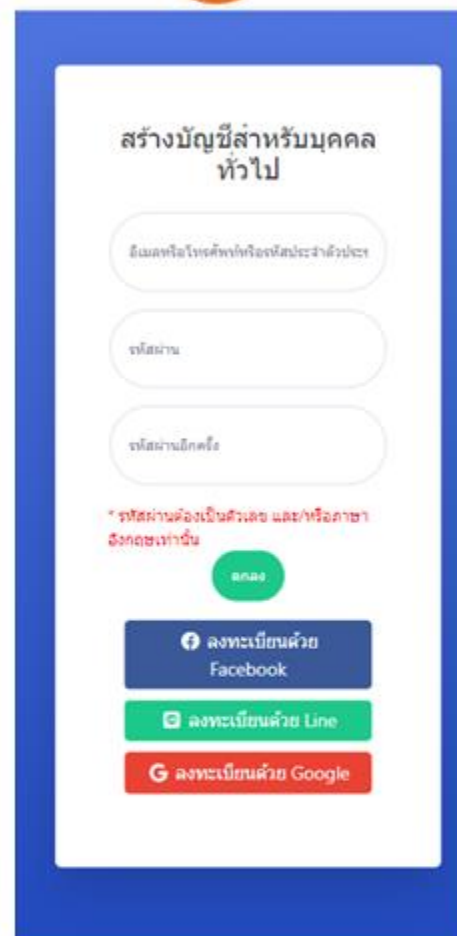 สร้างบัญชีสำหรับบุคคล
ทั่วไป
อีเมลหรือโทรศัพท์หรือรหัสประจำตัวประช
รหัสผ่าน
รหัสผ่านอีกครั้ง
* รหัสผ่านต้องเป็นตัวเลข และ/หรือภาษา
อังกฤษเท่านั้น
ตกลง
ลงทะเบียนด้วย
Facebook
ลงทะเบียนด้วย Line
G ลงทะเบียนด้วย Google